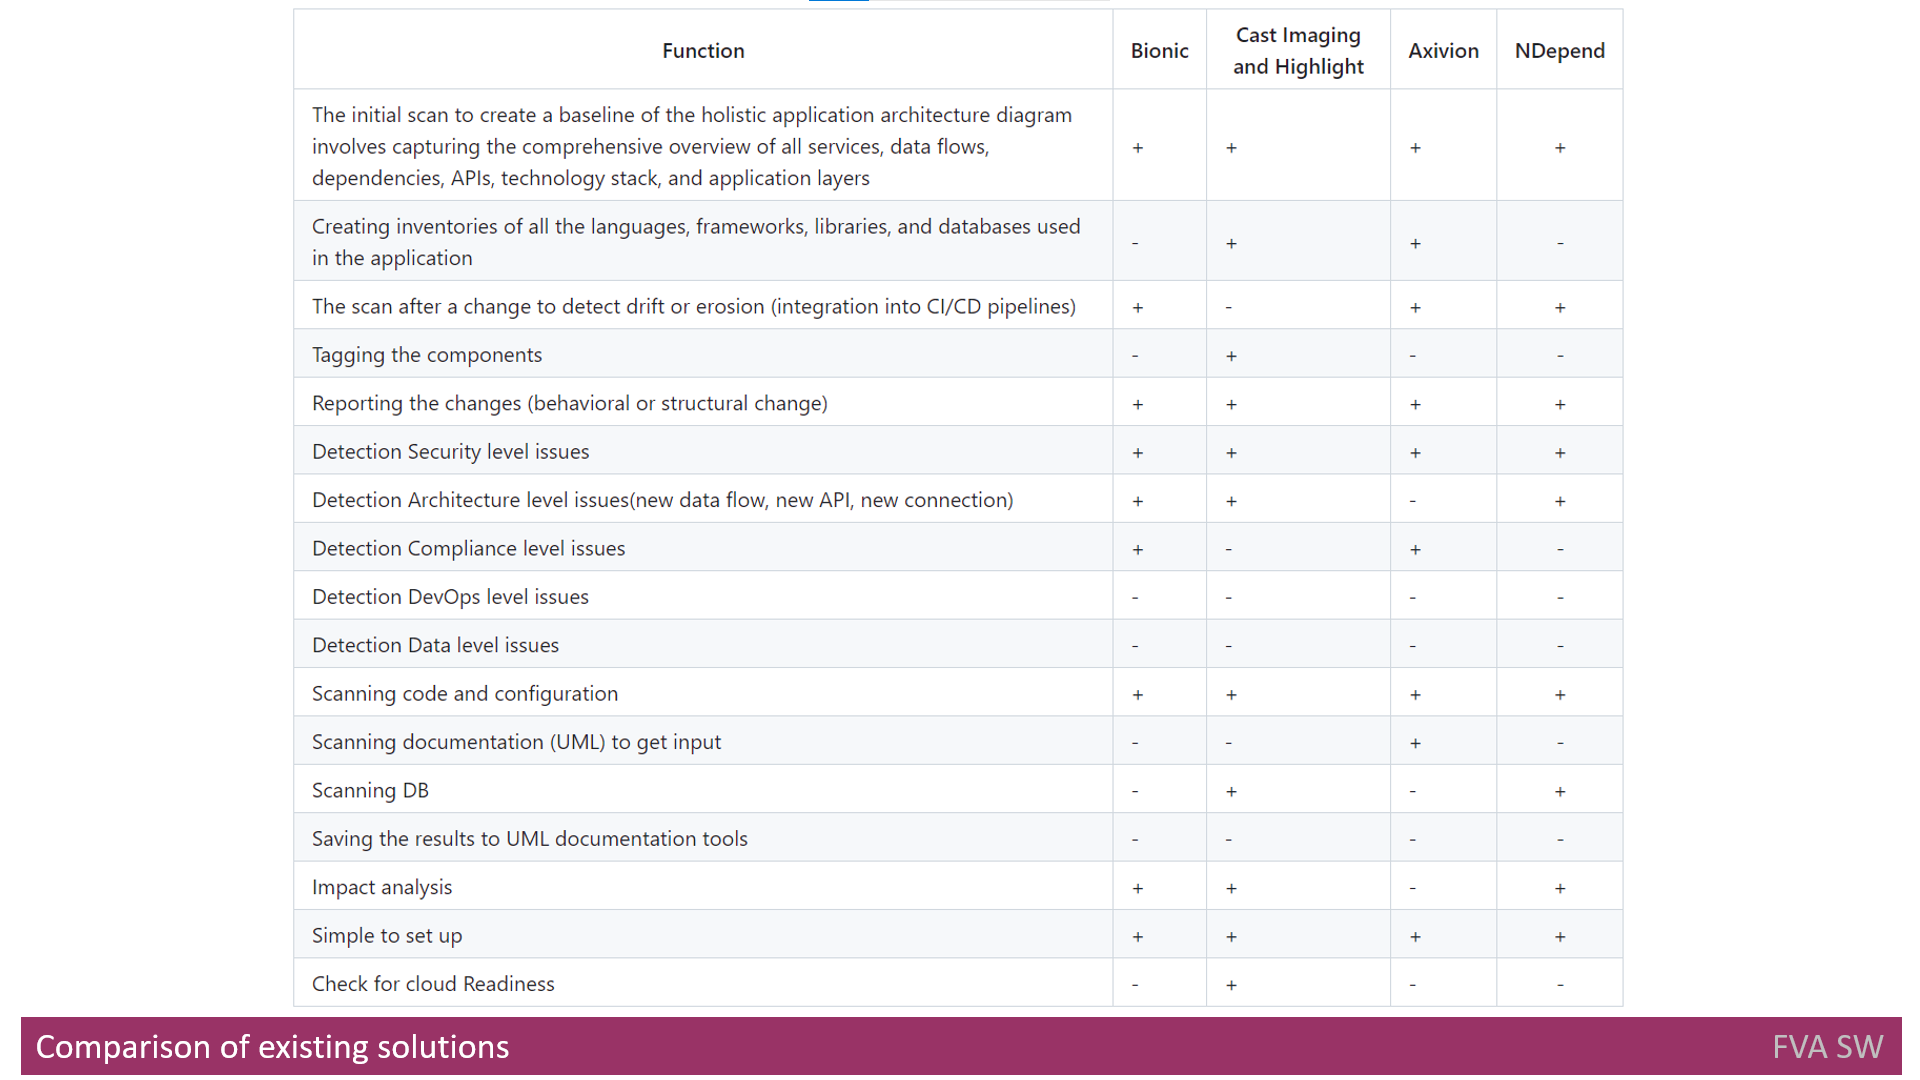 Function Bionic Cast Imaging and Highlight Axivion NDepend
The initial scan to create a baseline of the holistic application architecture diagram
involves capturing the comprehensive overview of all services, data flows,
dependencies, APIs, technology stack, and application layers + + + +
Creating inventories of all the languages, frameworks, libraries, and databases used
in the application - + + -
The scan after a change to detect drift or erosion (integration into CI/CD pipelines) + - + +
Tagging the components - + - -
Reporting the changes (behavioral or structural change) + + + +
Detection Security level issues + + + +
Detection Architecture level issues(new data flow, new API, new connection) + + - +
Detection Compliance level issues + - + -
Detection DevOps level issues - - - -
Detection Data level issues - - - -
Scanning code and configuration + + + +
Scanning documentation (UML) to get input - - + -
Scanning DB - + - +
Saving the results to UML documentation tools - - - -
Impact analysis + + - +
Simple to set up + + + +
Check for cloud Readiness - + - -
Comparison of existing solutions FVA SW